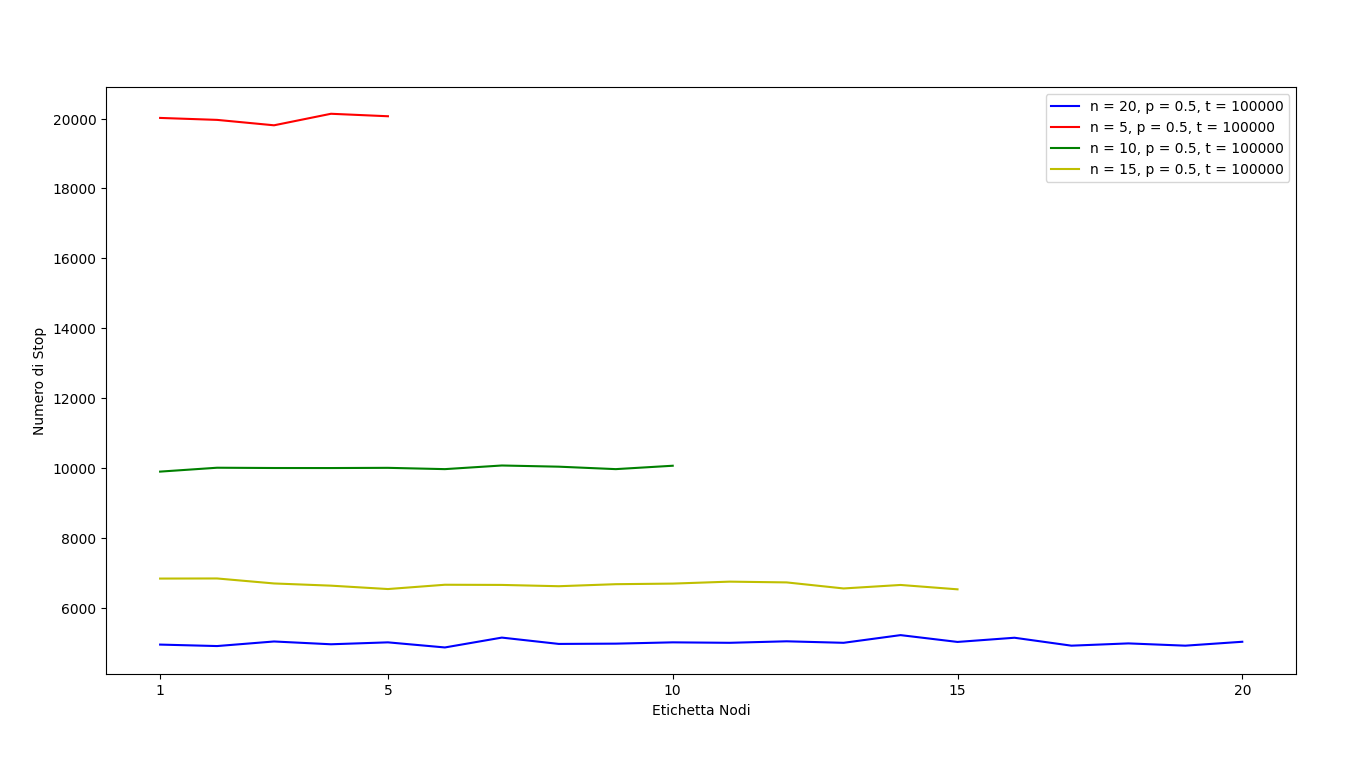 n = 20, p = 0.5, t = 100000
n = 5, p = 0.5, t = 100000
n = 10, p = 0.5, t = 100000
n = 15, p = 0.5, t = 100000
20000
18000
16000
14000
12000
10000
8000
6000
Numero di Stop
1 5 10 15 20
Etichetta Nodi